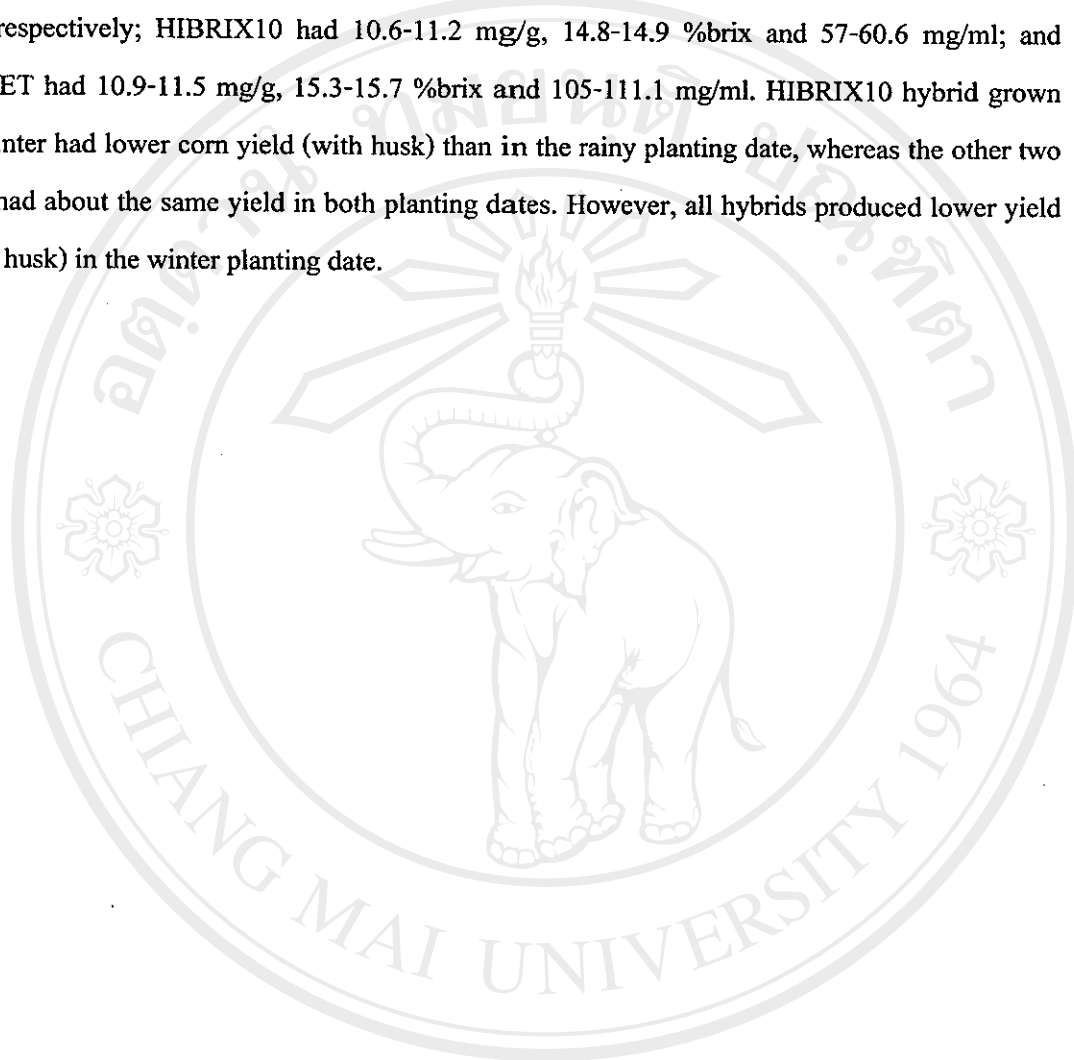 respectively; HIBRIX10 had 10.6-11.2 mg/g, 14.8-14.9 %brix and 57-60.6 mg/ml; and
ET had 10.9-11.5 mg/g, 15.3-15.7 %brix and 105-111.1 mg/ml. HIBRIX10 hybrid grown
nter had lower corn yield (with husk) than in the rainy planting date, whereas the other two
had about the same yield in both planting dates. However, all hybrids produced lower yield
husk) in the winter planting date.
CHIANG MAI UNIVERSITY 1964